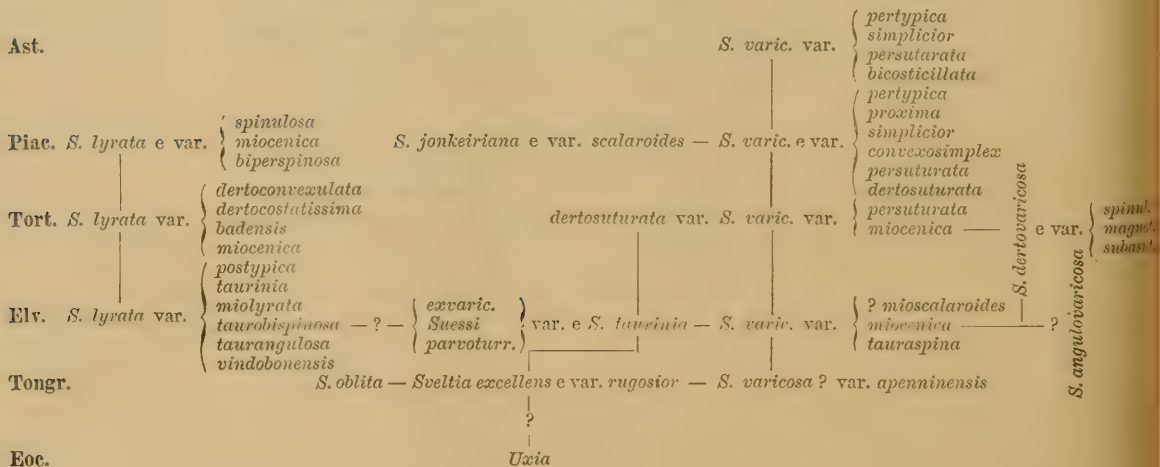 pertypica
simplicior
Ast. S. varic. var.
persutarata
bicosticillata
pertypica
proxima
spinulosa
simplicior
Piac. S. lyrata e var. miocenica S. jonkeiriana e var. scalaroides — S. varic. e var.
convexosimplex
biperspinosa
persuturata
dertosuturata
dertoconvexulata
dertocostatissima
persuturata
Tort. S. lyrata var. dertosuturata var. S. varic. var.
badensis
miocenica — S. dertovaricosa e var.
spinul.
miocenica
postypica
taurinia
miolyrata
exvaric.
? mioscalaroides
Elv. S. lyrata var. taurobispinosa — ? — Suessi var. e S. taurinia — S. varic. var. miocenica — ?
S. angulovaricosa
taurangulosa
parvoturr.
tauraspina
vindobonensis
Tongr. S. oblita — Sveltia excellens e var. rugosior — S. varicosa ? var. apenninensis
?
Eoc. Uxia